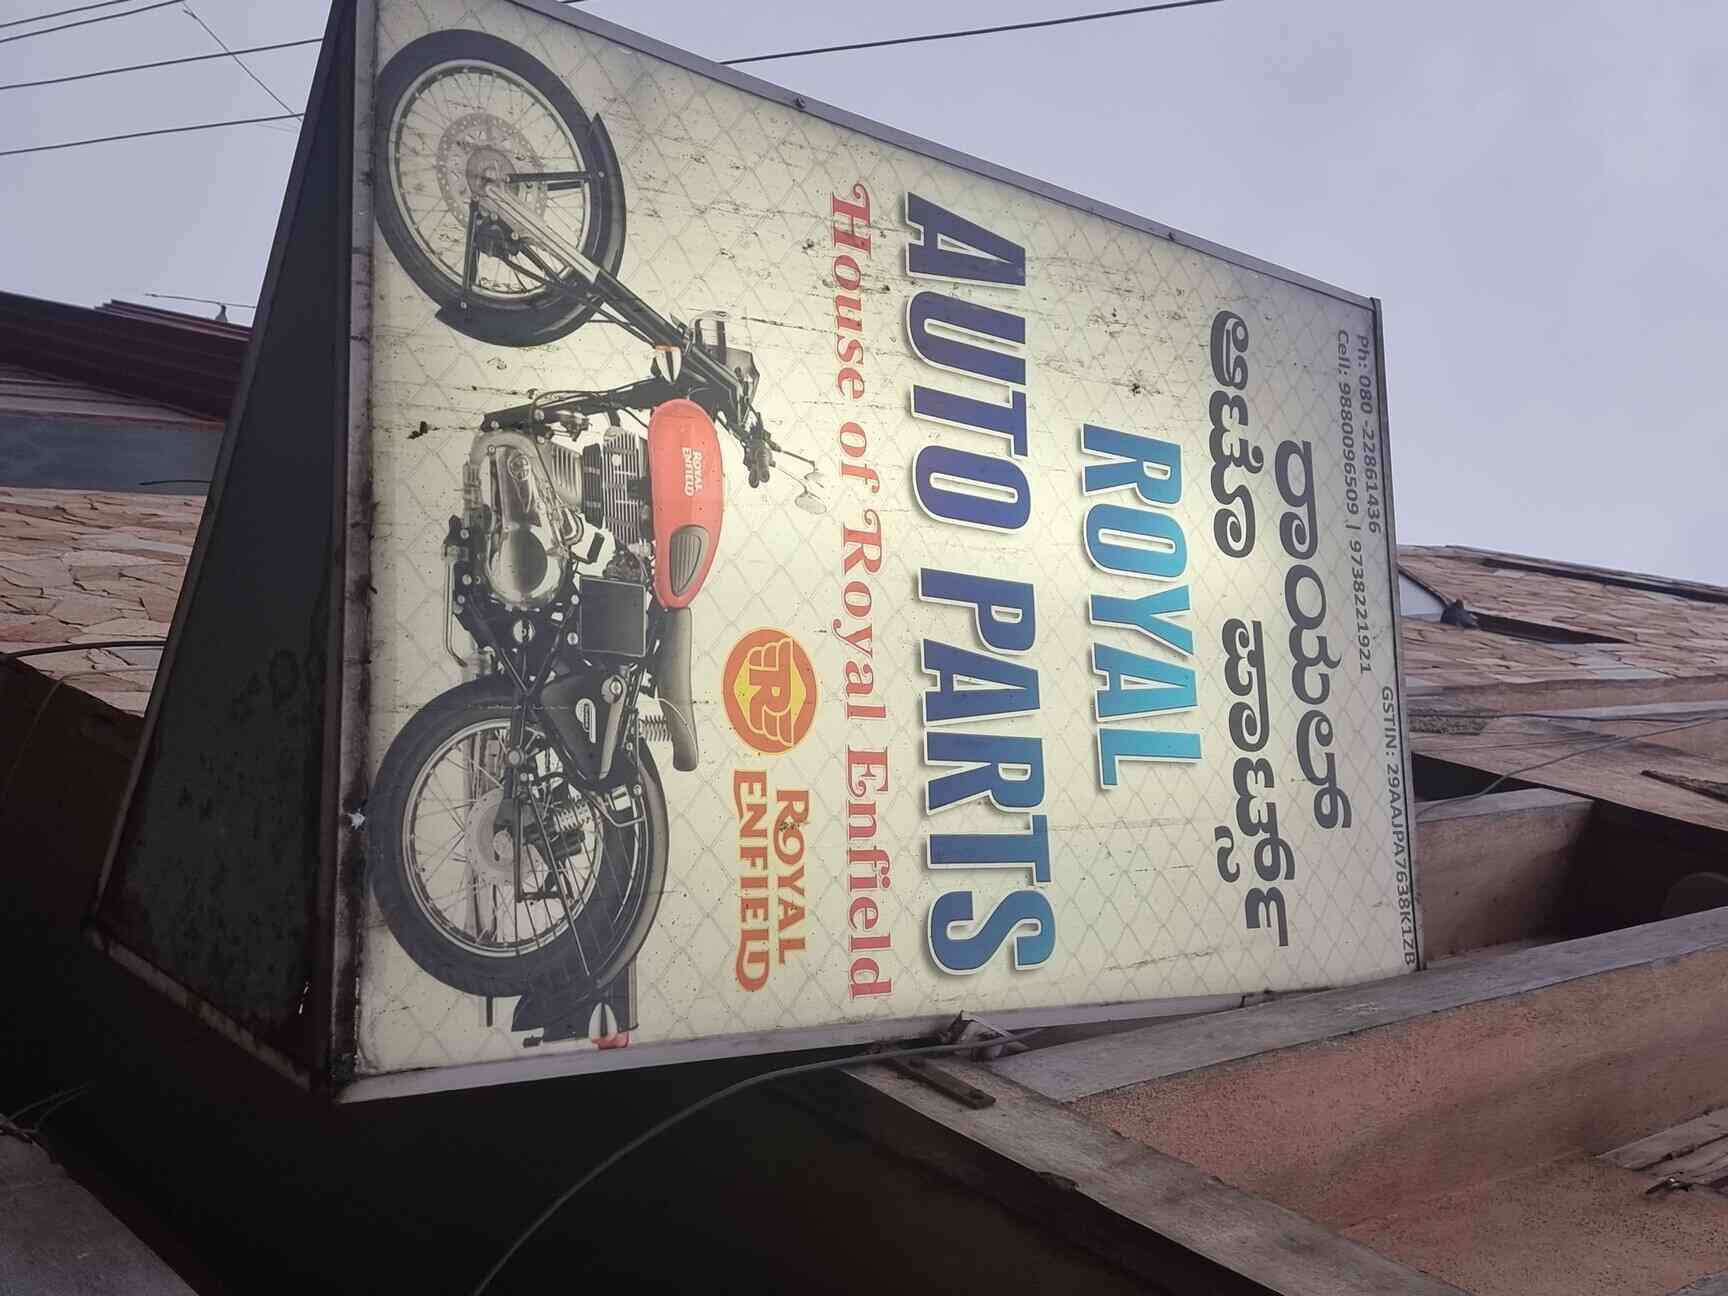 GSTIN: 29AAJPA7638K1ZB
Ph: 080 -22861436
Cell: 9880096509 | 9738221921
ರಾಯಲ್
ಆಟೋ ಪಾರ್ಟ್ಸ್
ROYAL
AUTO PARTS
House of Royal Enfield
ROYAL
ENFIELD
ROYAL
ENFIELD